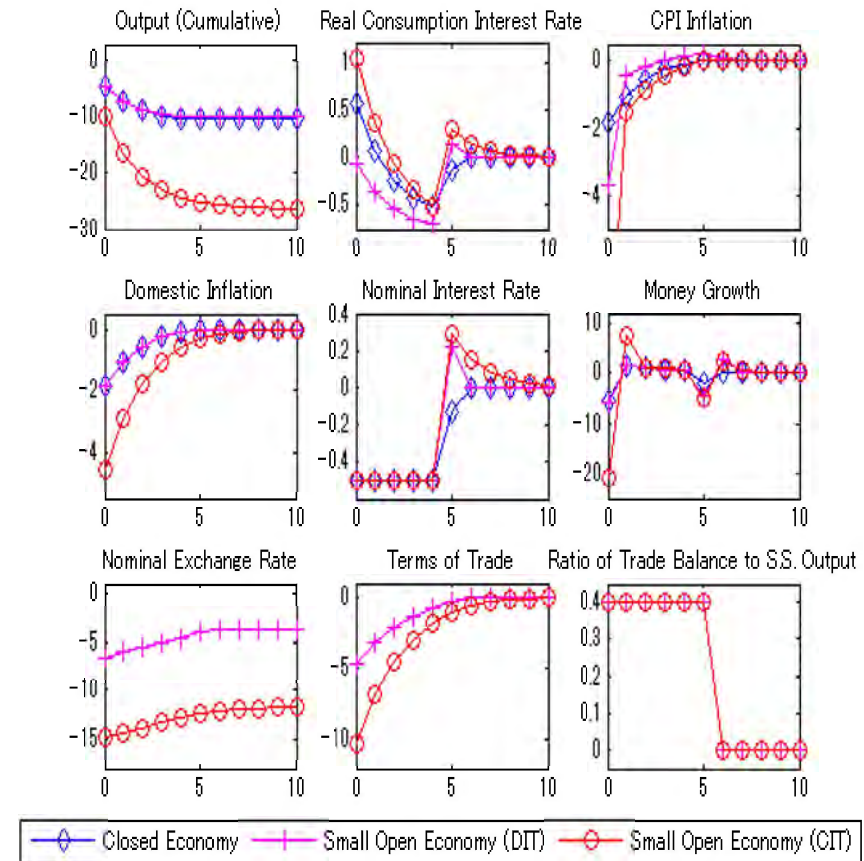 Output (Cumulative)
0
-10
-20
-30
0 5 10
Real Consumption Interest Rate
1
0.5
0
-0.5
0 5 10
CPI Inflation
0
-2
-4
0 5 10
Domestic Inflation
0
-2
-4
0 5 10
Nominal Interest Rate
0.4
0.2
0
-0.2
-0.4
0 5 10
Money Growth
10
0
-10
-20
0 5 10
Nominal Exchange Rate
0
-5
-10
-15
0 5 10
Terms of Trade
0
-5
-10
0 5 10
Ratio of Trade Balance to S.S. Output
0.4
0.3
0.2
0.1
0
0 5 10
Closed Economy Small Open Economy (DIT) Small Open Economy (CIT)